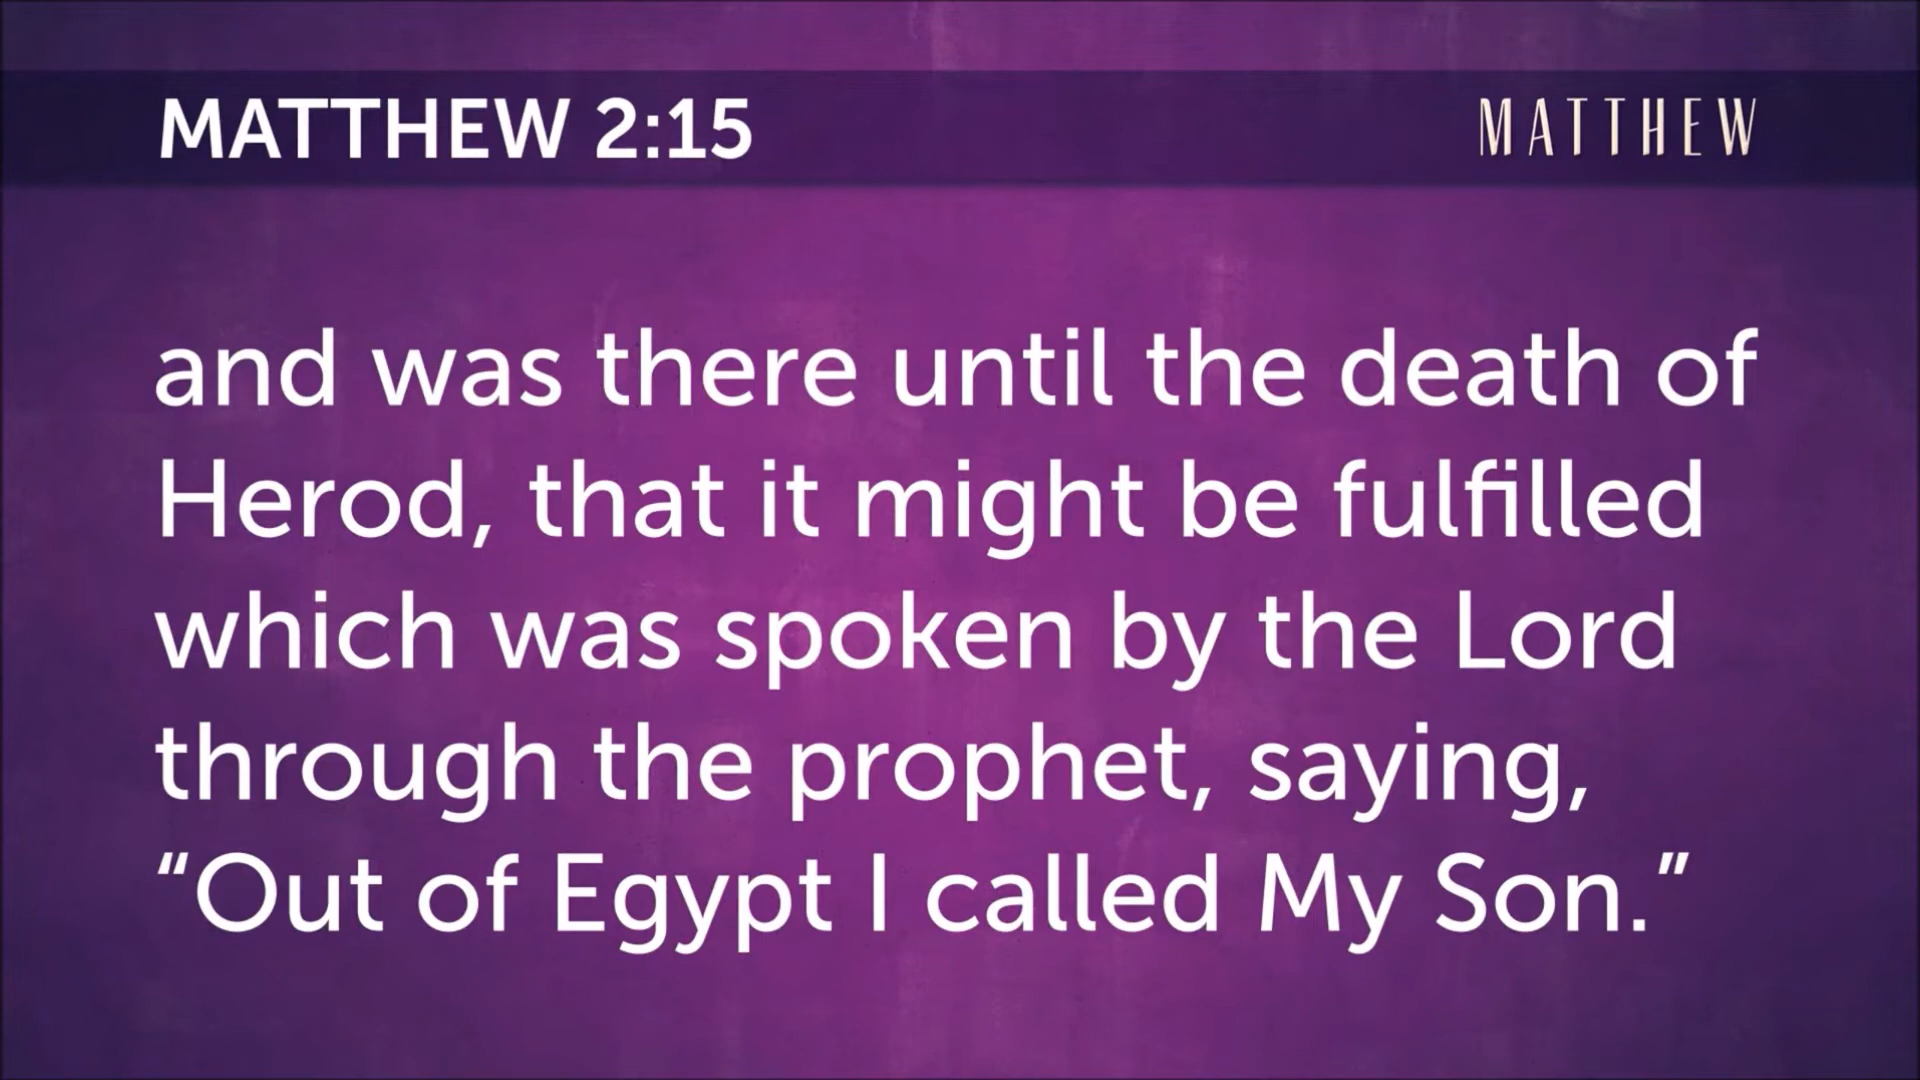 MATTHEW 2:15
MATTHEW
and was there until the death of
Herod, that it might be fulfilled
which was spoken by the Lord
through the prophet, saying,
“Out of Egypt I called My Son.”